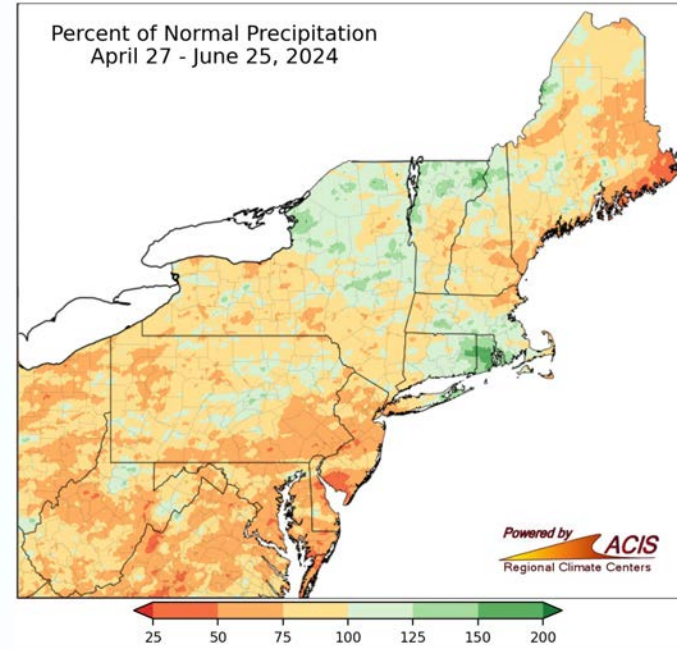 Percent of Normal Precipitation
April 27 - June 25, 2024
Powered by
ACIS
Regional Climate Centers
25 50 75 100 125 150 200